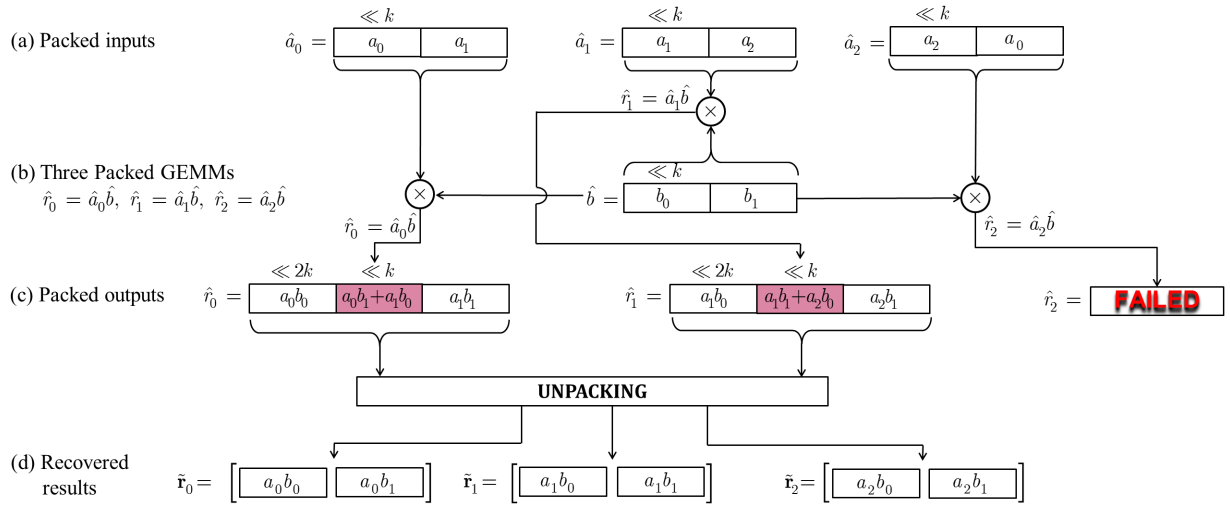 ≪ k ≪ k ≪ k
(a) Packed inputs â₀ = a₀ a₁ â₁ = a₁ a₂ â₂ = a₂ a₀
r̂₁ = â₁b̂
(b) Three Packed GEMMs ≪ k
r̂₀ = â₀b̂, r̂₁ = â₁b̂, r̂₂ = â₂b̂ × b̂ = b₀ b₁ ×
r̂₀ = â₀b̂ r̂₂ = â₂b̂
≪ 2k ≪ k ≪ 2k ≪ k
(c) Packed outputs r̂₀ = a₀b₀ a₀b₁+a₁b₀ a₁b₁ r̂₁ = a₁b₀ a₁b₁+a₂b₀ a₂b₁ r̂₂ = FAILED
UNPACKING
(d) Recovered
results r̃₀ = [ a₀b₀ a₀b₁ ] r̃₁ = [ a₁b₀ a₁b₁ ] r̃₂ = [ a₂b₀ a₂b₁ ]